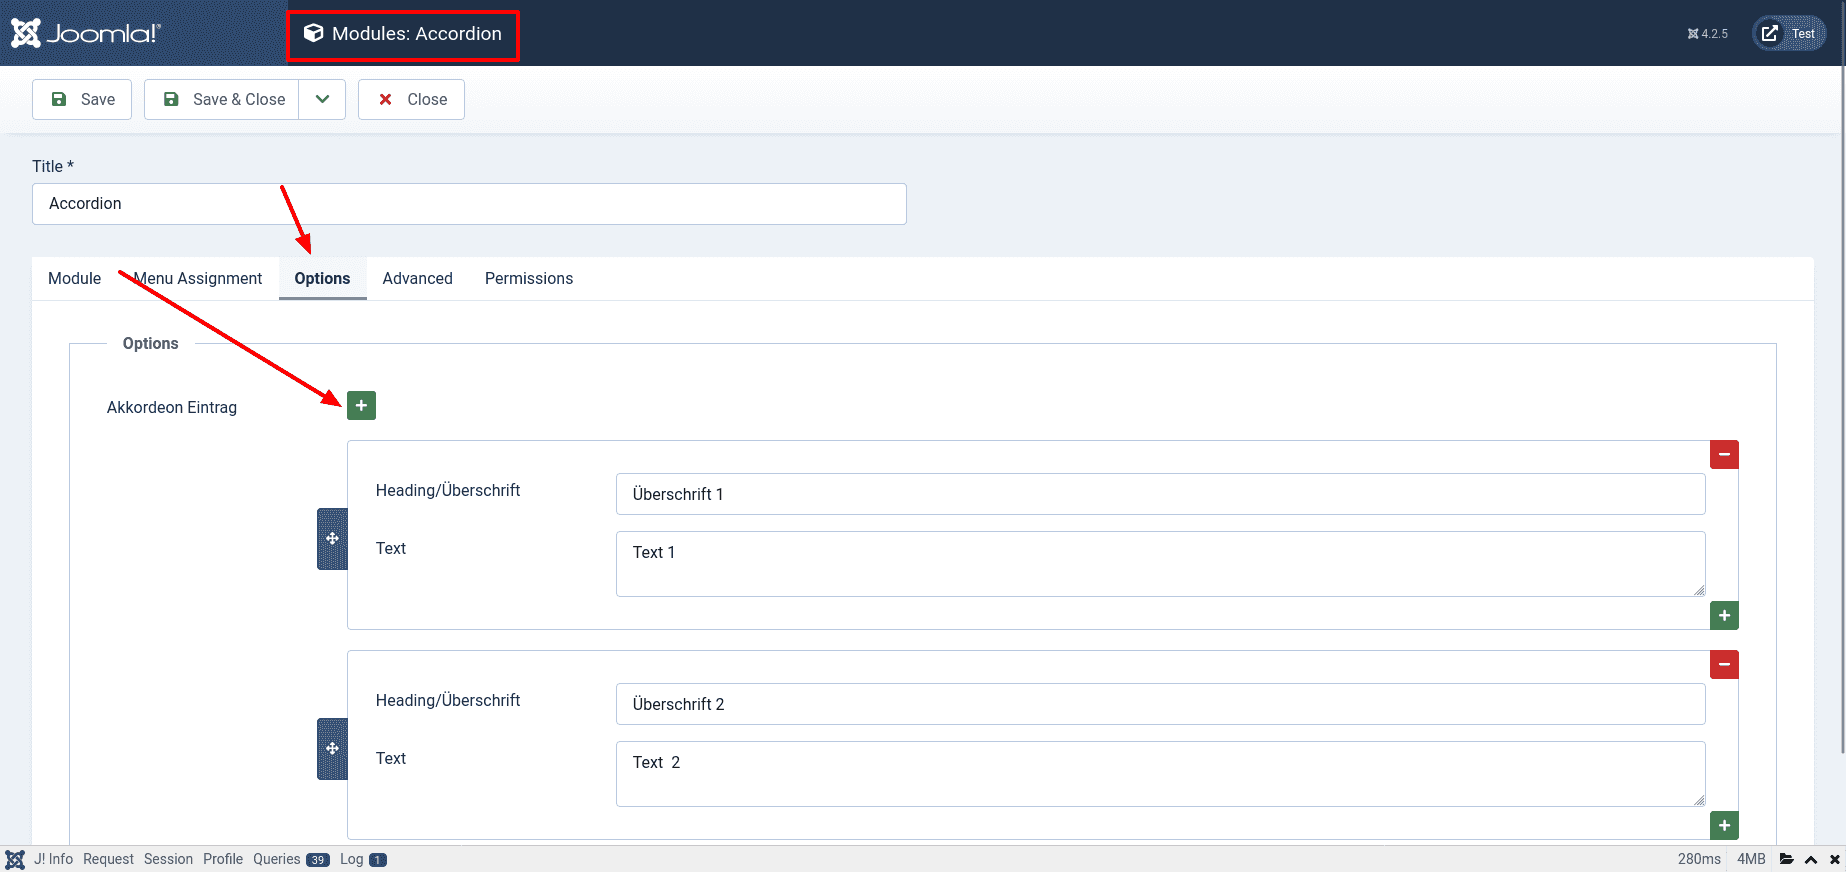 Joomla!® Modules: Accordion 4.2.5 Test
Save Save & Close Close
Title *
Accordion
Module Menu Assignment Options Advanced Permissions
Options
Akkordeon Eintrag
Heading/Überschrift Überschrift 1
Text Text 1
Heading/Überschrift Überschrift 2
Text Text  2
J! Info Request Session Profile Queries 39 Log 1 280ms 4MB